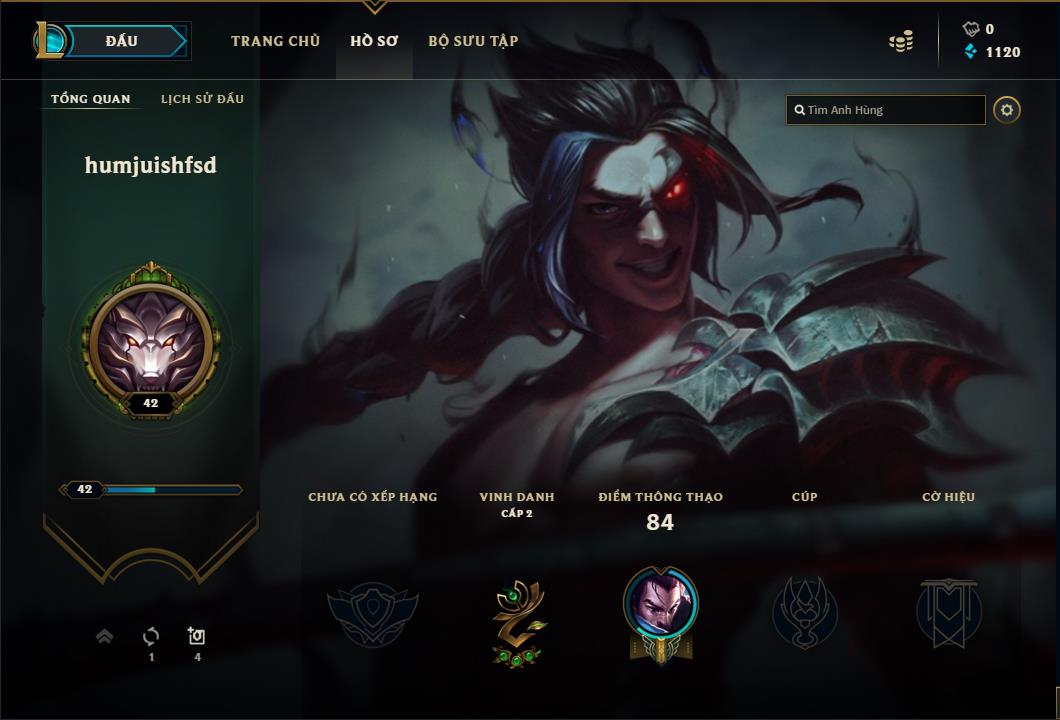 ĐẤU
TRANG CHỦ
HỒ SƠ
BỘ SƯU TẬP
0
1120
TỔNG QUAN
LỊCH SỬ ĐẤU
Tìm Anh Hùng
humjuishfsd
42
42
CHƯA CÓ XẾP HẠNG
VINH DANH
CẤP 2
ĐIỂM THÔNG THẠO
84
CÚP
CỜ HIỆU
1
4